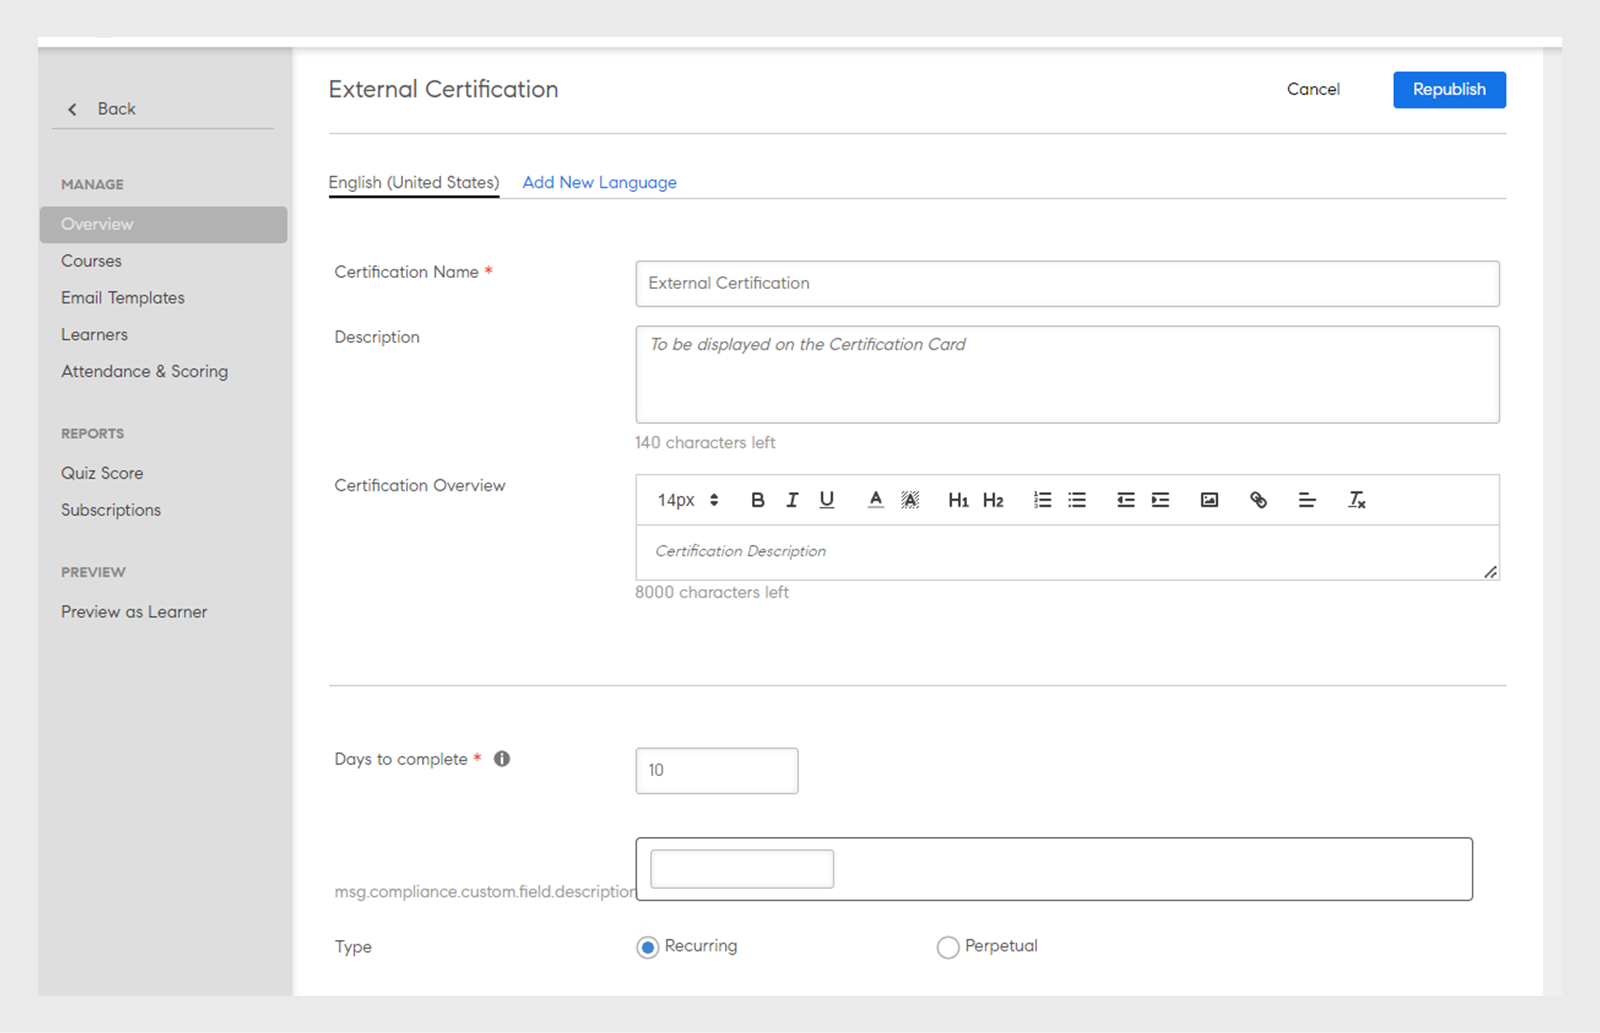 Back
MANAGE
Overview
Courses
Email Templates
Learners
Attendance & Scoring
REPORTS
Quiz Score
Subscriptions
PREVIEW
Preview as Learner
External Certification
Cancel
Republish
English (United States)
Add New Language
Certification Name *
External Certification
Description
To be displayed on the Certification Card
140 characters left
Certification Overview
14px B I U A A H1 H2
Certification Description
8000 characters left
Days to complete *
10
msg.compliance.custom.field.description
Type
Recurring
Perpetual